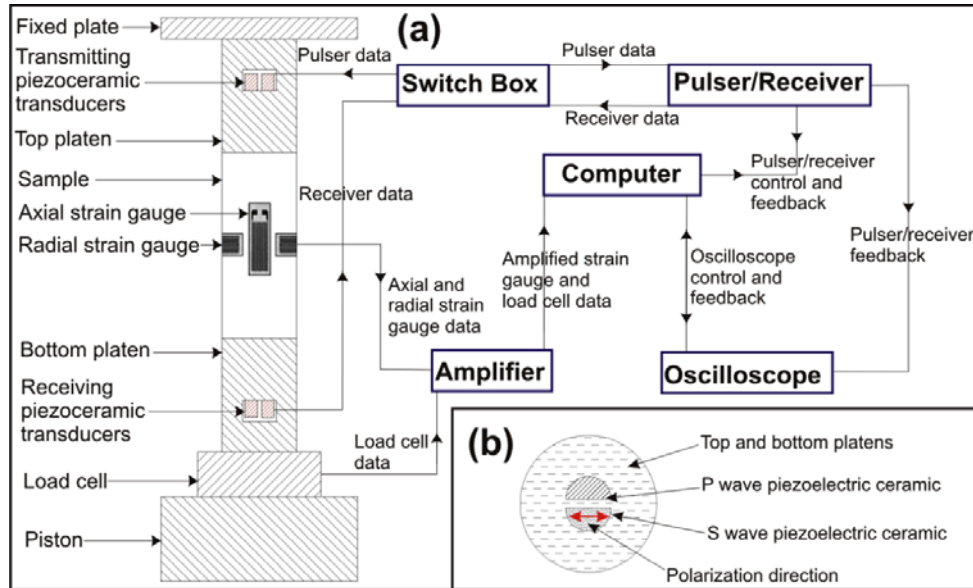 (a)
Fixed plate
Transmitting
piezoceramic
transducers
Top platen
Sample
Axial strain gauge
Radial strain gauge
Bottom platen
Receiving
piezoceramic
transducers
Load cell
Piston
Pulser data
Switch Box
Pulser data
Receiver data
Pulser/Receiver
Receiver data
Computer
Pulser/receiver
control and
feedback
Pulser/receiver
feedback
Axial and
radial strain
gauge data
Amplified strain
gauge and
load cell data
Oscilloscope
control and
feedback
Amplifier
Oscilloscope
Load cell
data
(b)
Top and bottom platens
P wave piezoelectric ceramic
S wave piezoelectric ceramic
Polarization direction